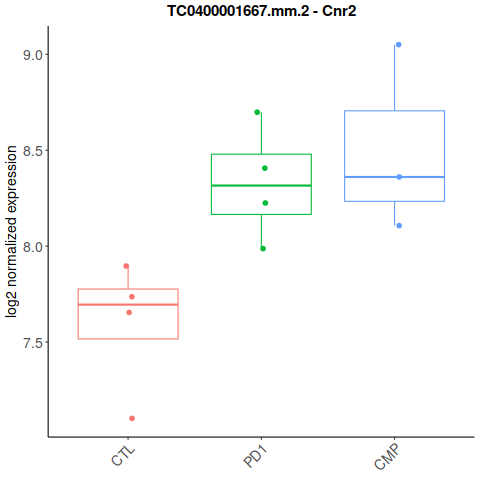 TC0400001667.mm.2 - Cnr2
log2 normalized expression
9.0
8.5
8.0
7.5
CTL
PD1
CMP